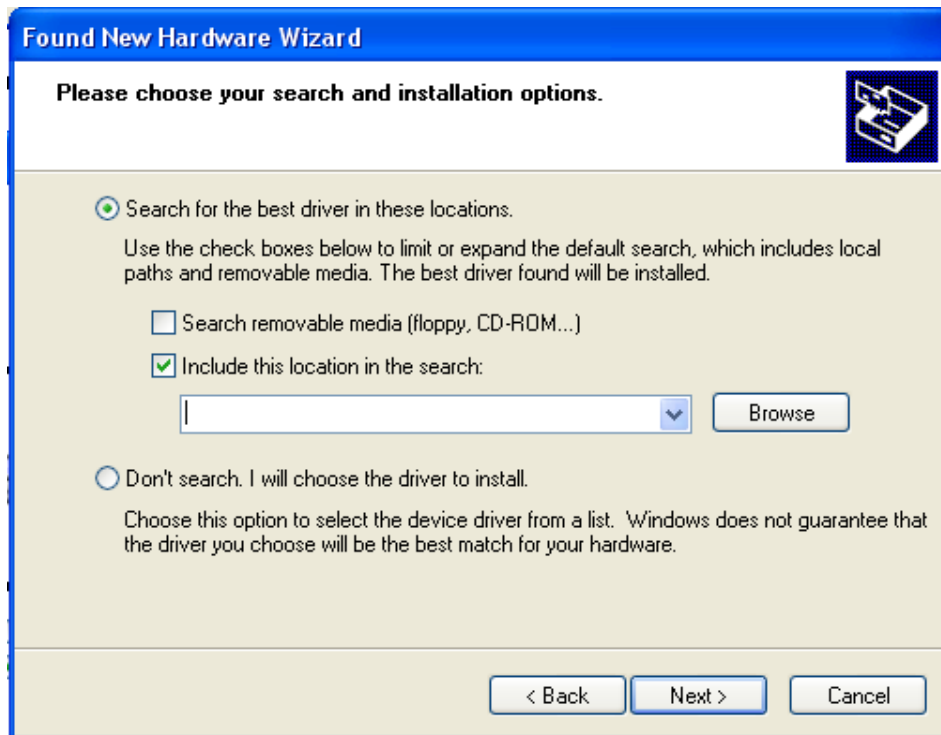 Found New Hardware Wizard
Please choose your search and installation options.
Search for the best driver in these locations.
Use the check boxes below to limit or expand the default search, which includes local
paths and removable media. The best driver found will be installed.
Search removable media (floppy, CD-ROM...)
Include this location in the search:
Browse
Don't search. I will choose the driver to install.
Choose this option to select the device driver from a list.  Windows does not guarantee that
the driver you choose will be the best match for your hardware.
< Back Next > Cancel